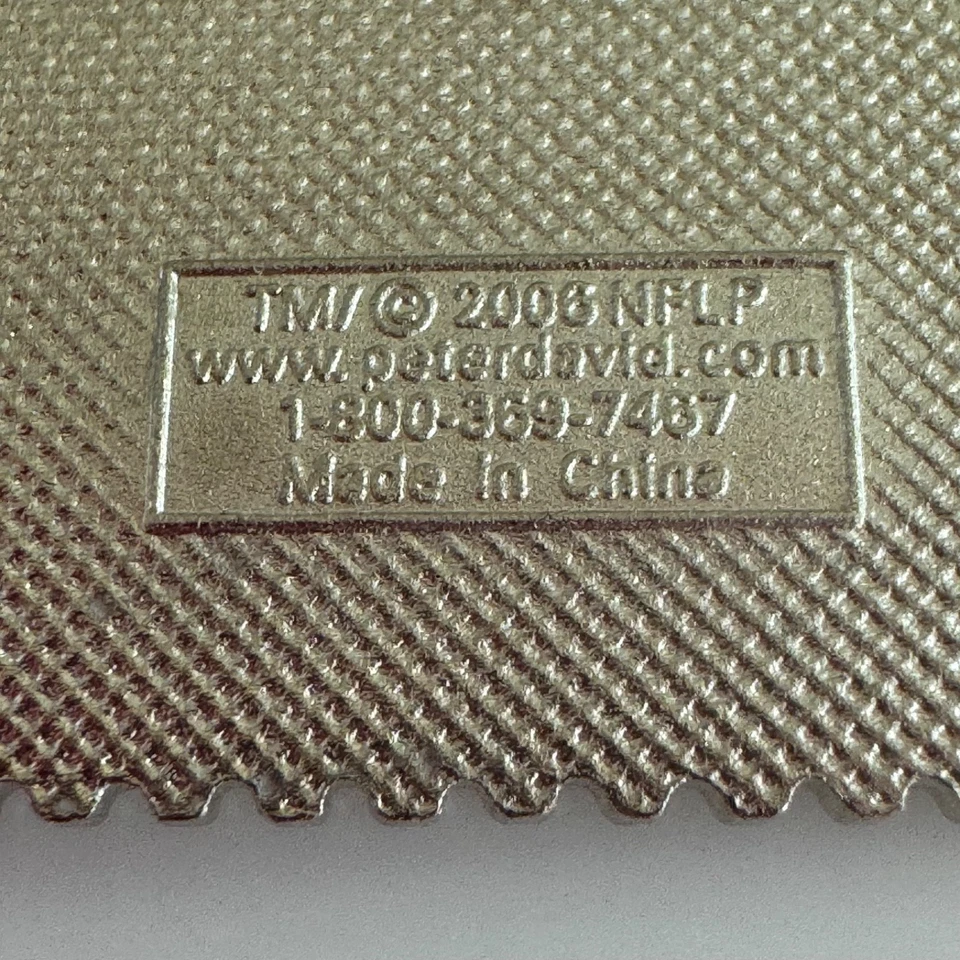 TM/© 2006 NFLP
www.peterdavid.com
1-800-369-7467
Made in China